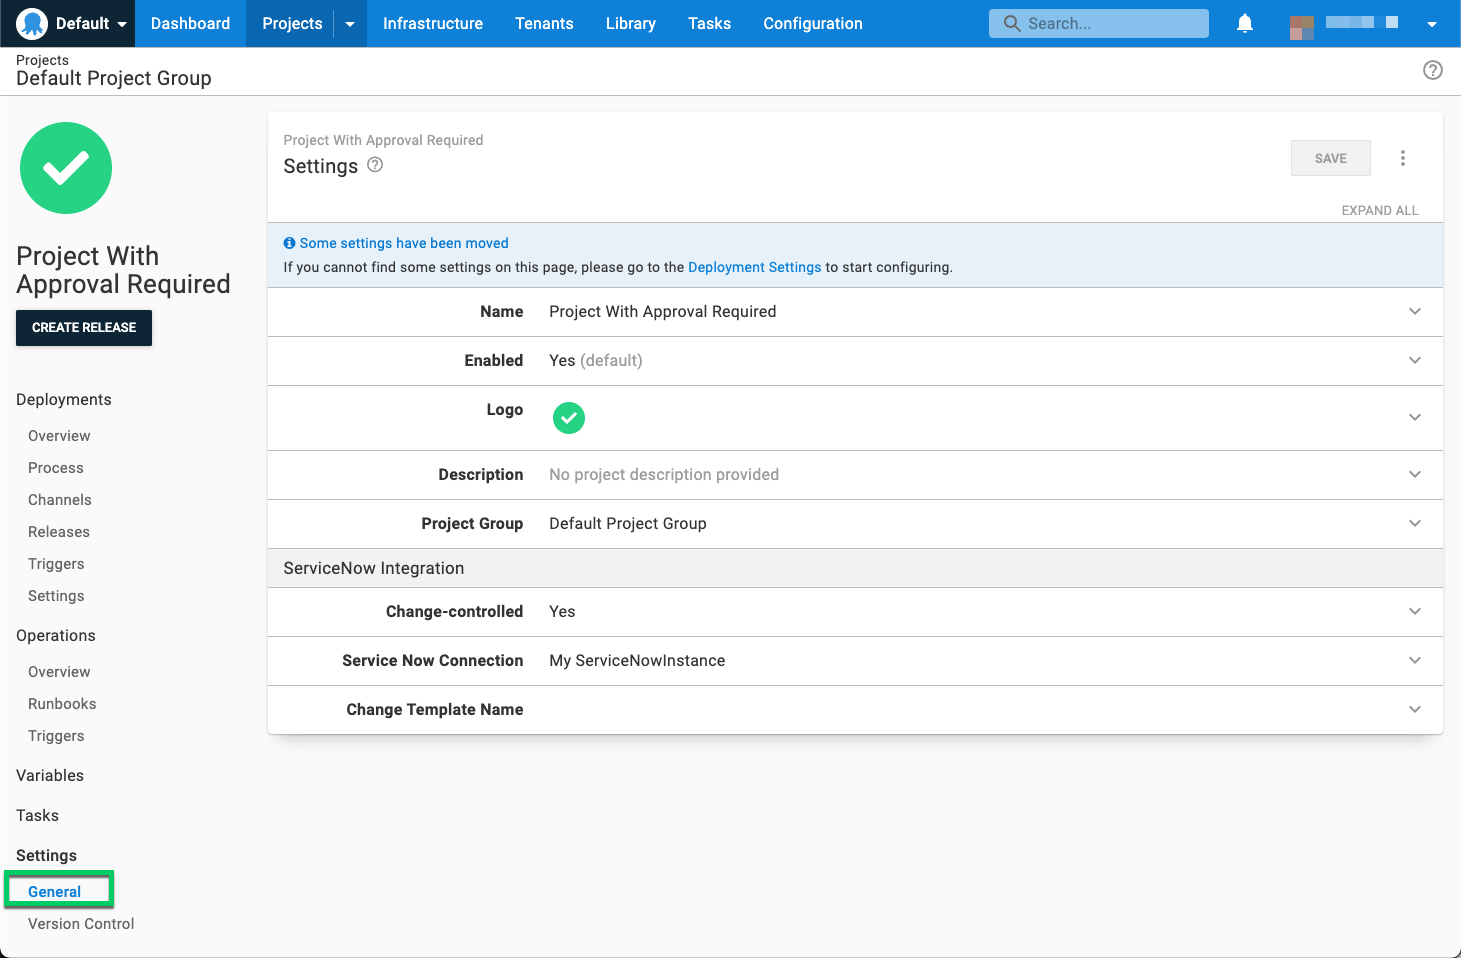 Default Dashboard Projects Infrastructure Tenants Library Tasks Configuration Search...
Projects
Default Project Group
Project With
Approval Required
CREATE RELEASE
Deployments
Overview
Process
Channels
Releases
Triggers
Settings
Operations
Overview
Runbooks
Triggers
Variables
Tasks
Settings
General
Version Control
Project With Approval Required
Settings
SAVE
EXPAND ALL
Some settings have been moved
If you cannot find some settings on this page, please go to the Deployment Settings to start configuring.
Name Project With Approval Required
Enabled Yes (default)
Logo
Description No project description provided
Project Group Default Project Group
ServiceNow Integration
Change-controlled Yes
Service Now Connection My ServiceNowInstance
Change Template Name